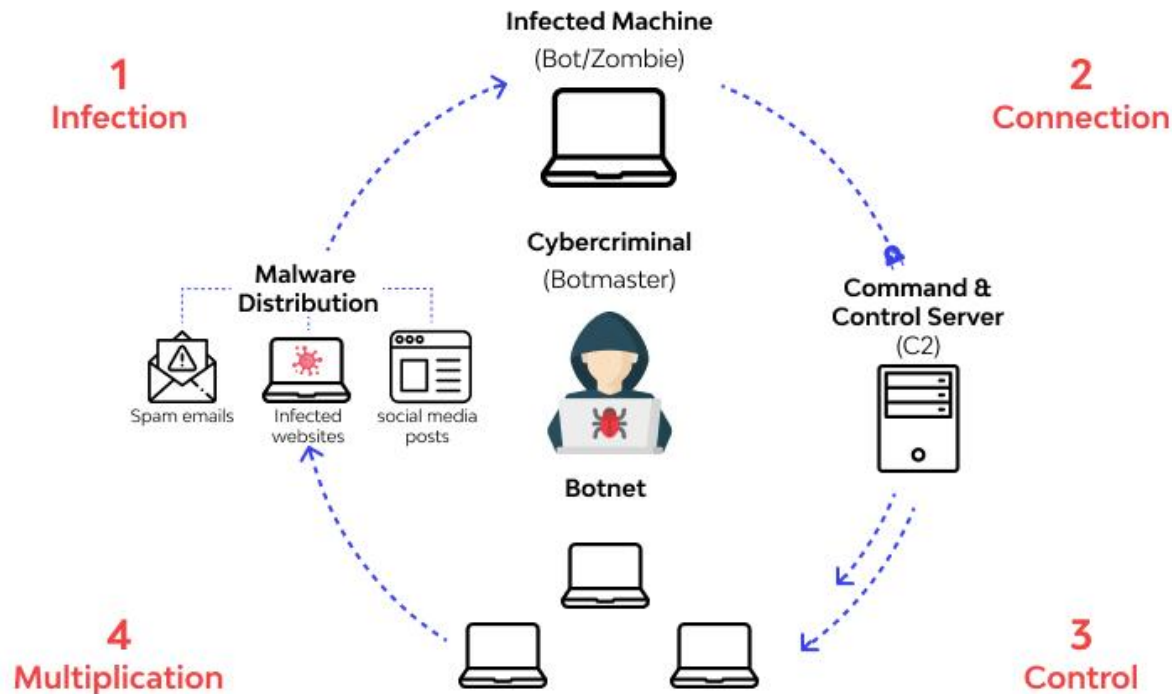 Infected Machine
(Bot/Zombie)
1
Infection
2
Connection
Cybercriminal
(Botmaster)
Malware
Distribution
Spam emails
Infected
websites
social media
posts
Command &
Control Server
(C2)
Botnet
4
Multiplication
3
Control